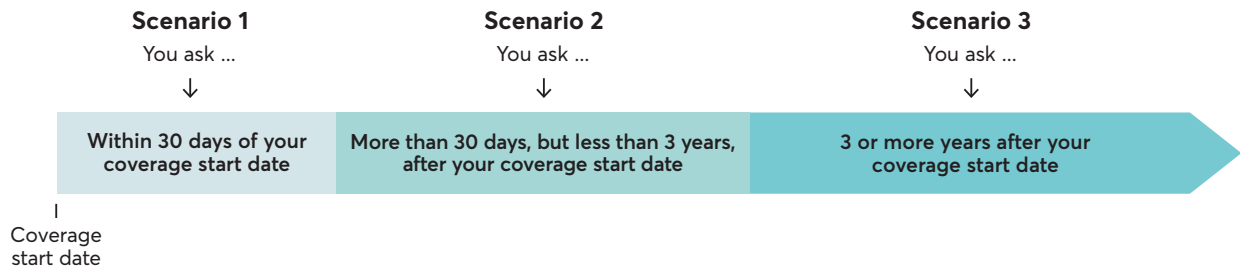 Scenario 1
You ask ...
↓
Scenario 2
You ask ...
↓
Scenario 3
You ask ...
↓
Within 30 days of your
coverage start date
More than 30 days, but less than 3 years,
after your coverage start date
3 or more years after your
coverage start date
Coverage
start date